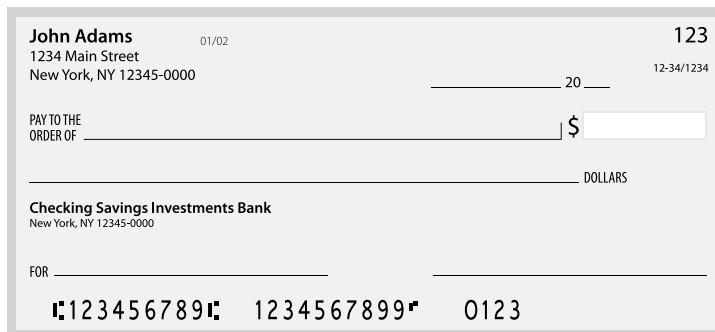 John Adams 01/02 123
1234 Main Street
New York, NY 12345-0000 12-34/1234
20
PAY TO THE
ORDER OF $
DOLLARS
Checking Savings Investments Bank
New York, NY 12345-0000
FOR
⑆123456789⑆ 1234567899⑈ 0123